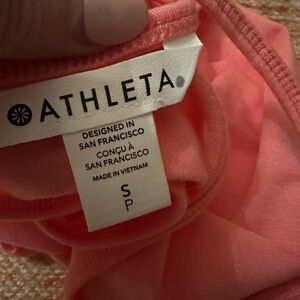 ATHLETA
DESIGNED IN
SAN FRANCISCO
CONÇU À
SAN FRANCISCO
MADE IN VIETNAM
S
P